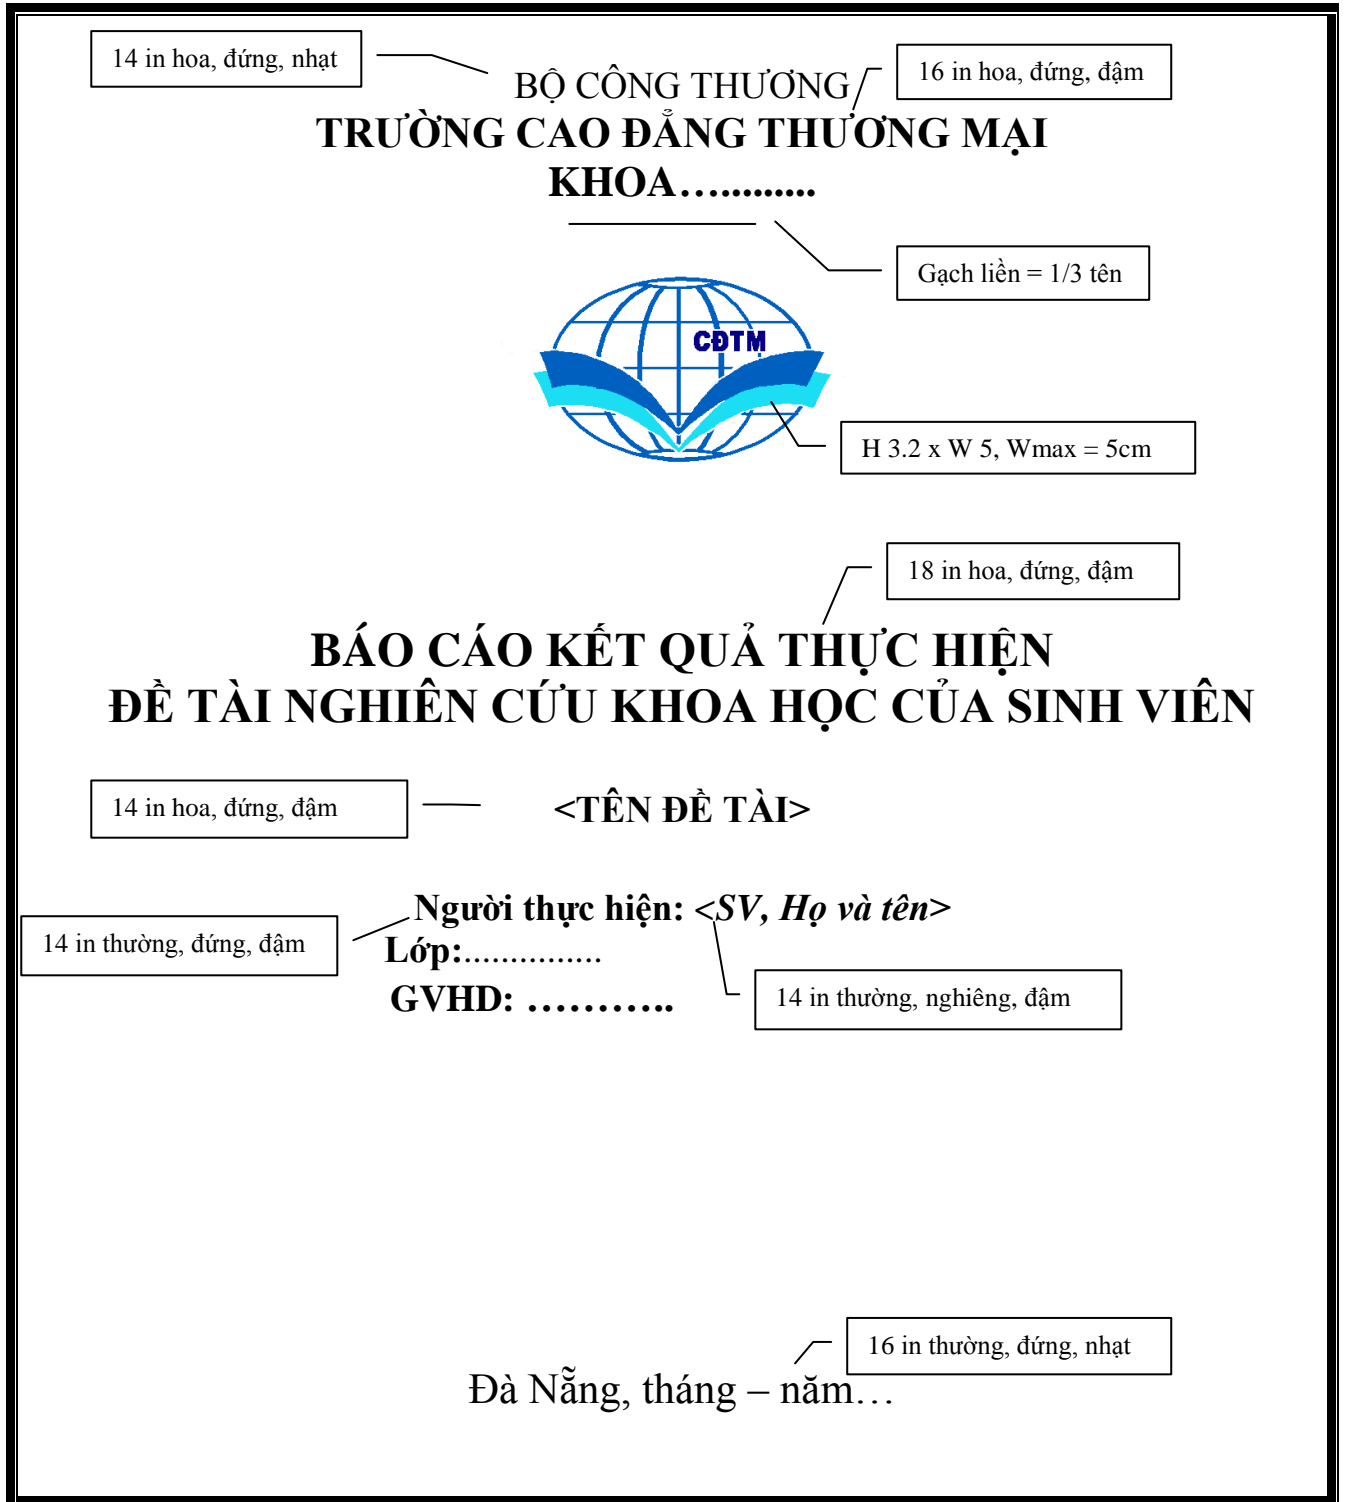 14 in hoa, đứng, nhạt
BỘ CÔNG THƯƠNG
16 in hoa, đứng, đậm
TRƯỜNG CAO ĐẲNG THƯƠNG MẠI
KHOA….........
Gạch liền = 1/3 tên
CĐTM
H 3.2 x W 5, Wmax = 5cm
18 in hoa, đứng, đậm
BÁO CÁO KẾT QUẢ THỰC HIỆN
ĐỀ TÀI NGHIÊN CỨU KHOA HỌC CỦA SINH VIÊN
14 in hoa, đứng, đậm
<TÊN ĐỀ TÀI>
Người thực hiện: <SV, Họ và tên>
14 in thường, đứng, đậm
Lớp:...............
GVHD: ………..
14 in thường, nghiêng, đậm
16 in thường, đứng, nhạt
Đà Nẵng, tháng – năm…